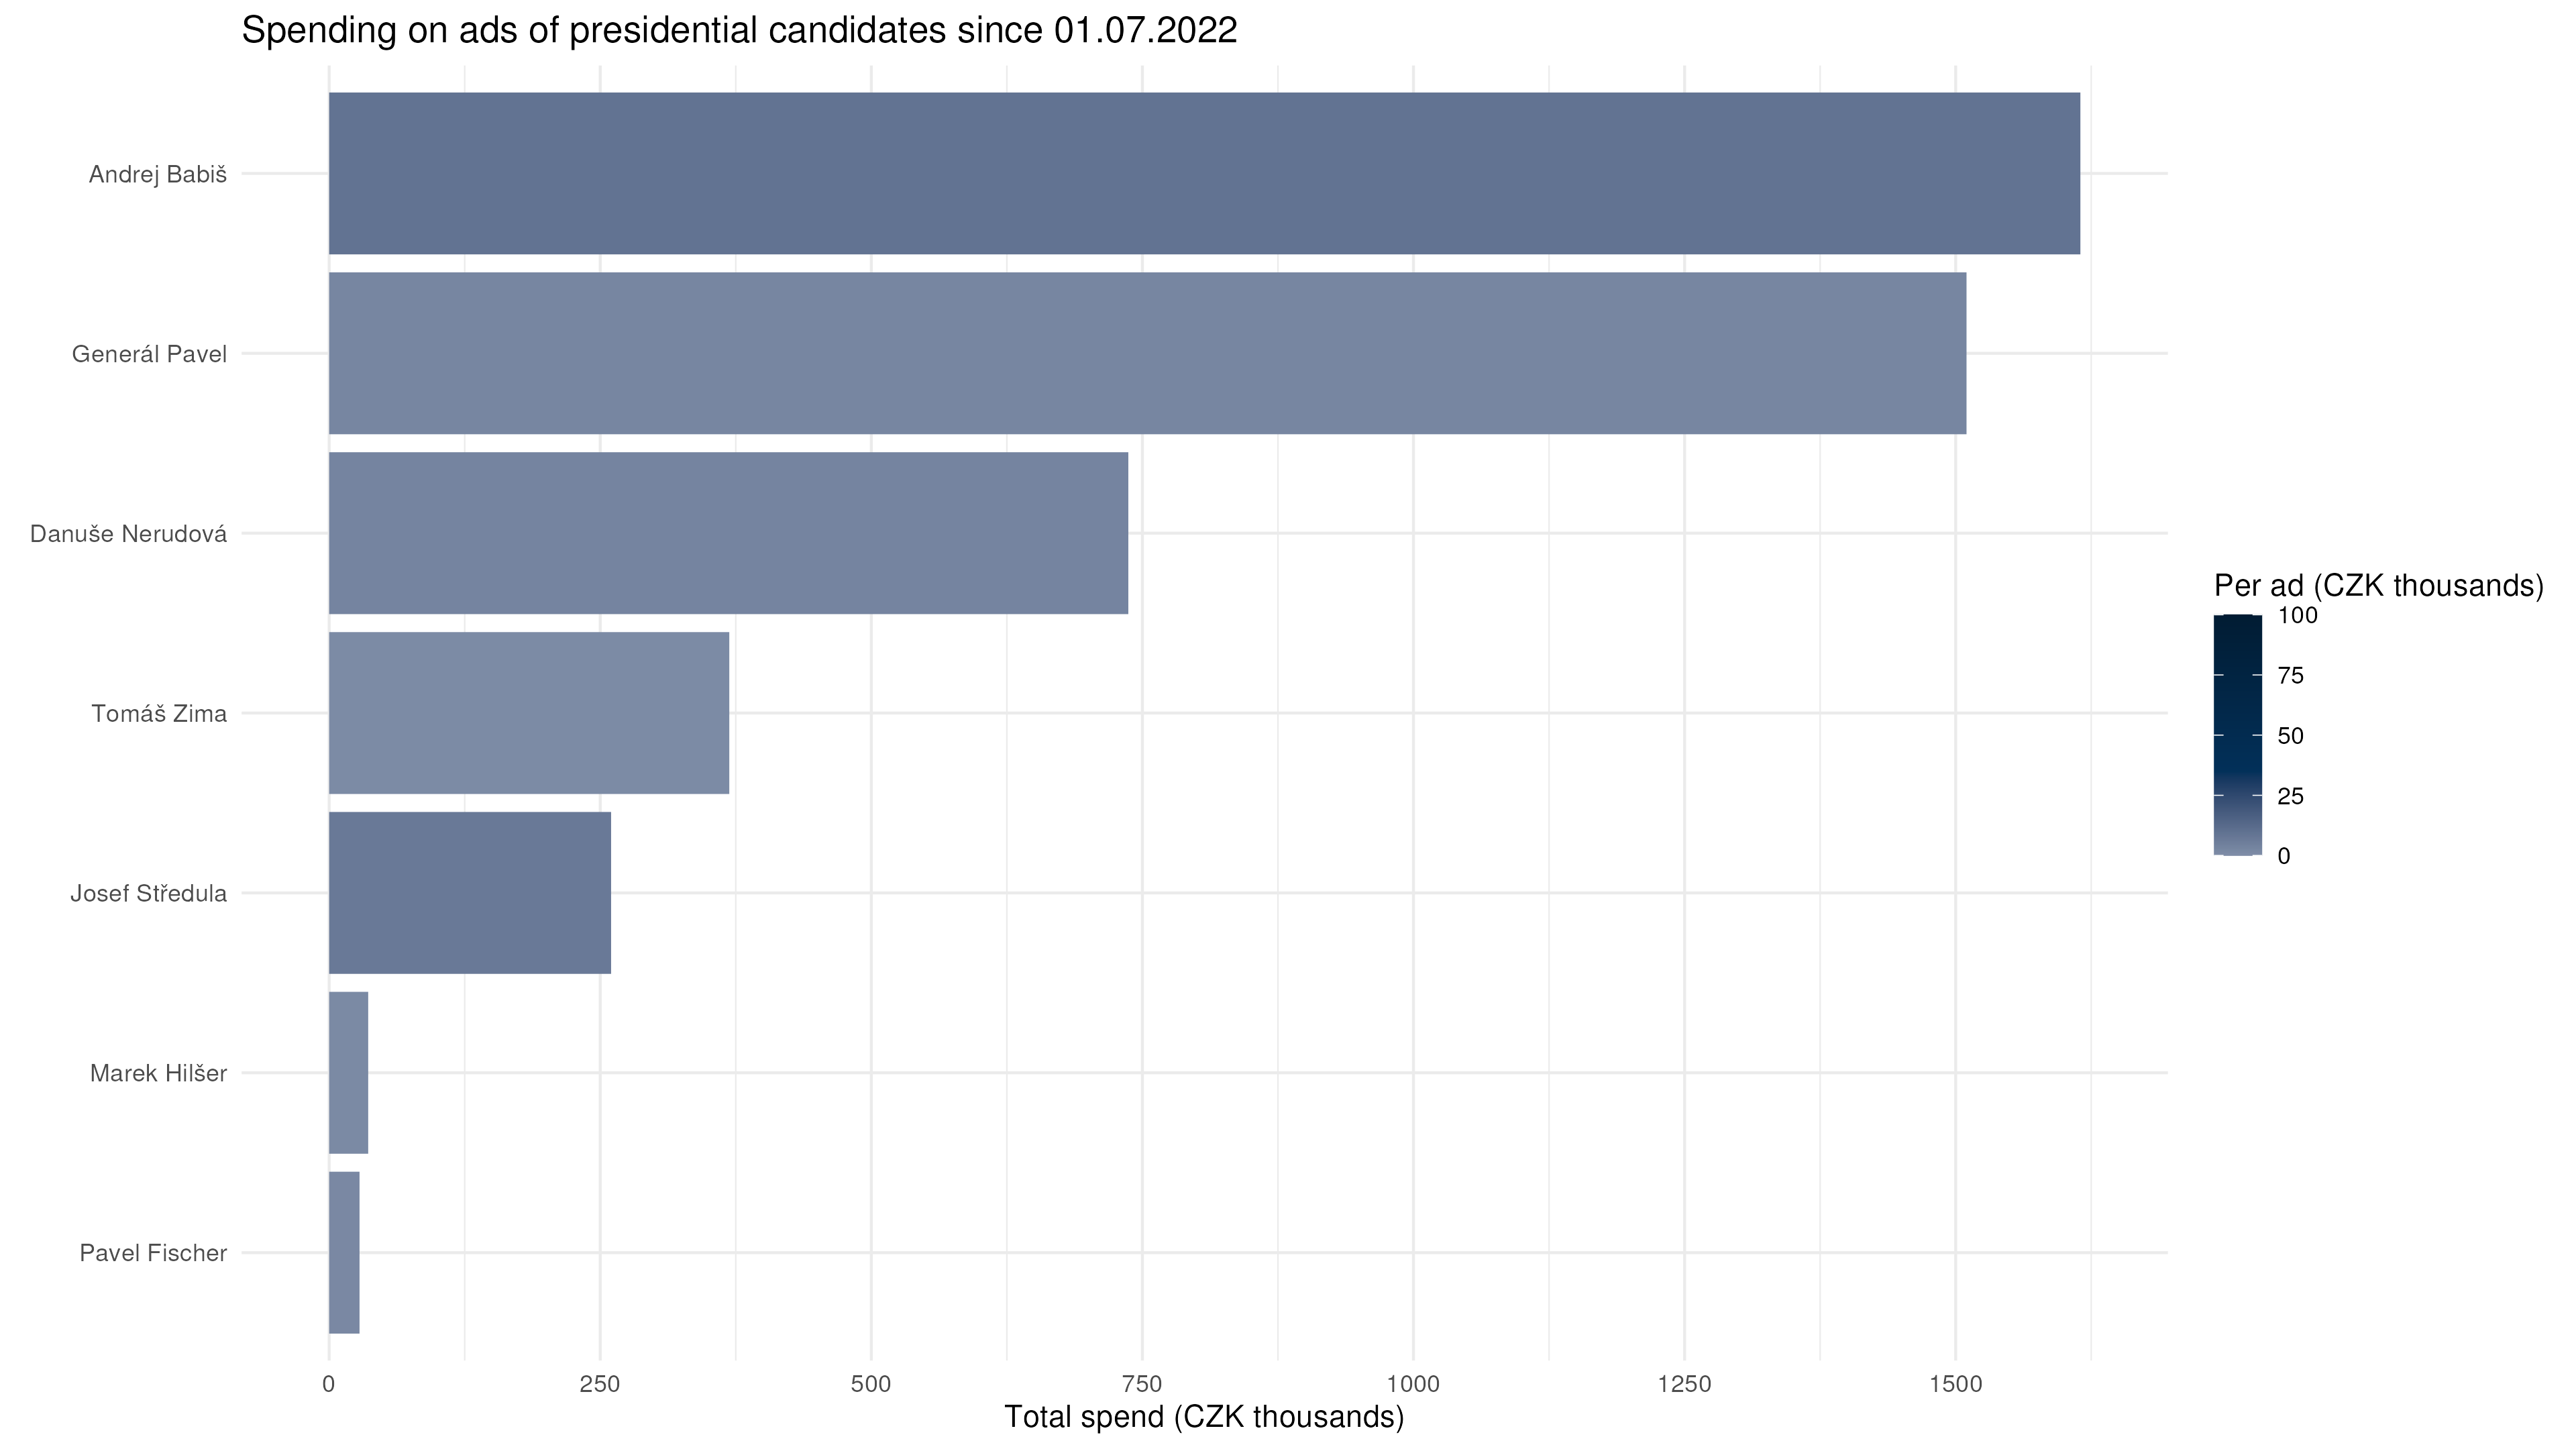 Spending on ads of presidential candidates since 01.07.2022
Andrej Babiš
Generál Pavel
Danuše Nerudová
Tomáš Zima
Josef Středula
Marek Hilšer
Pavel Fischer
0 250 500 750 1000 1250 1500
Total spend (CZK thousands)
Per ad (CZK thousands)
100
75
50
25
0